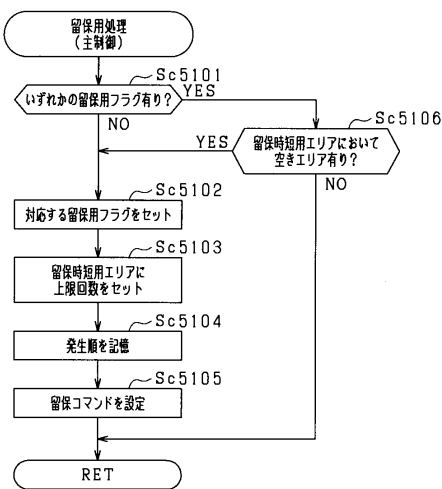 留保用処理
(主制御)
Sc5101
いずれかの留保用フラグ有り?
YES
NO
Sc5106
留保時短用エリアにおいて
空きエリア有り?
YES
NO
Sc5102
対応する留保用フラグをセット
Sc5103
留保時短用エリアに
上限回数をセット
Sc5104
発生順を記憶
Sc5105
留保コマンドを設定
RET